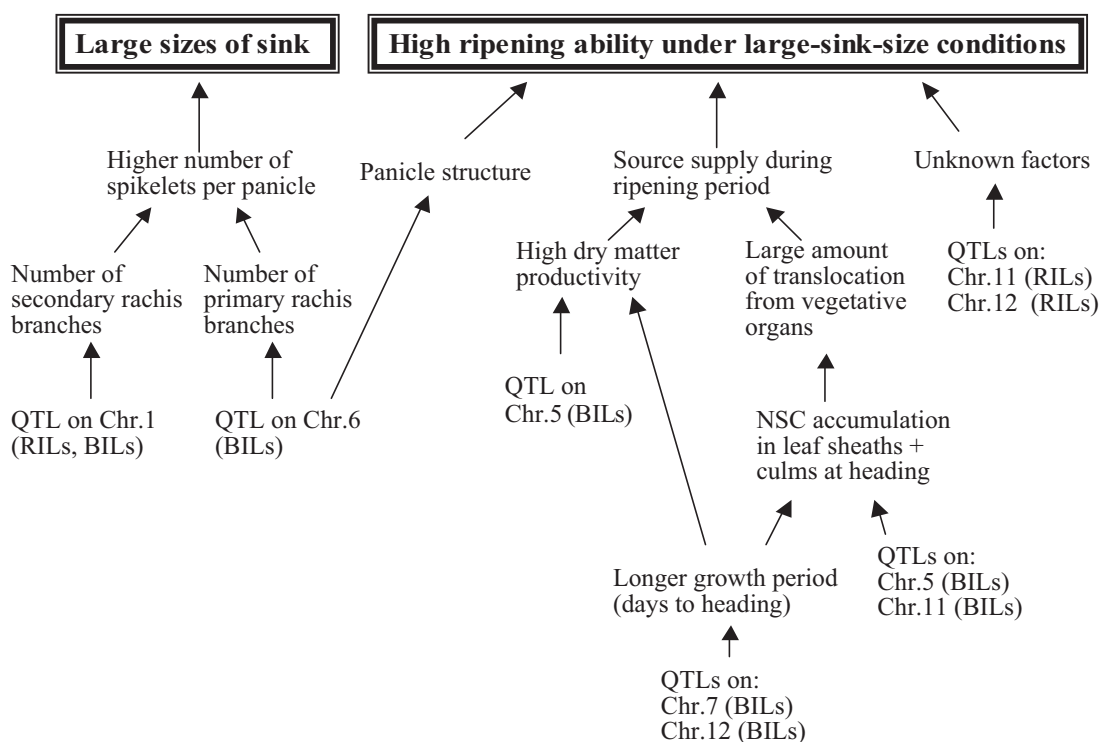 Large sizes of sink
High ripening ability under large-sink-size conditions
Higher number of
spikelets per panicle
Panicle structure
Source supply during
ripening period
Unknown factors
Number of
secondary rachis
branches
Number of
primary rachis
branches
High dry matter
productivity
Large amount
of translocation
from vegetative
organs
QTLs on:
Chr.11 (RILs)
Chr.12 (RILs)
QTL on Chr.1
(RILs, BILs)
QTL on Chr.6
(BILs)
QTL on
Chr.5 (BILs)
NSC accumulation
in leaf sheaths +
culms at heading
Longer growth period
(days to heading)
QTLs on:
Chr.5 (BILs)
Chr.11 (BILs)
QTLs on:
Chr.7 (BILs)
Chr.12 (BILs)